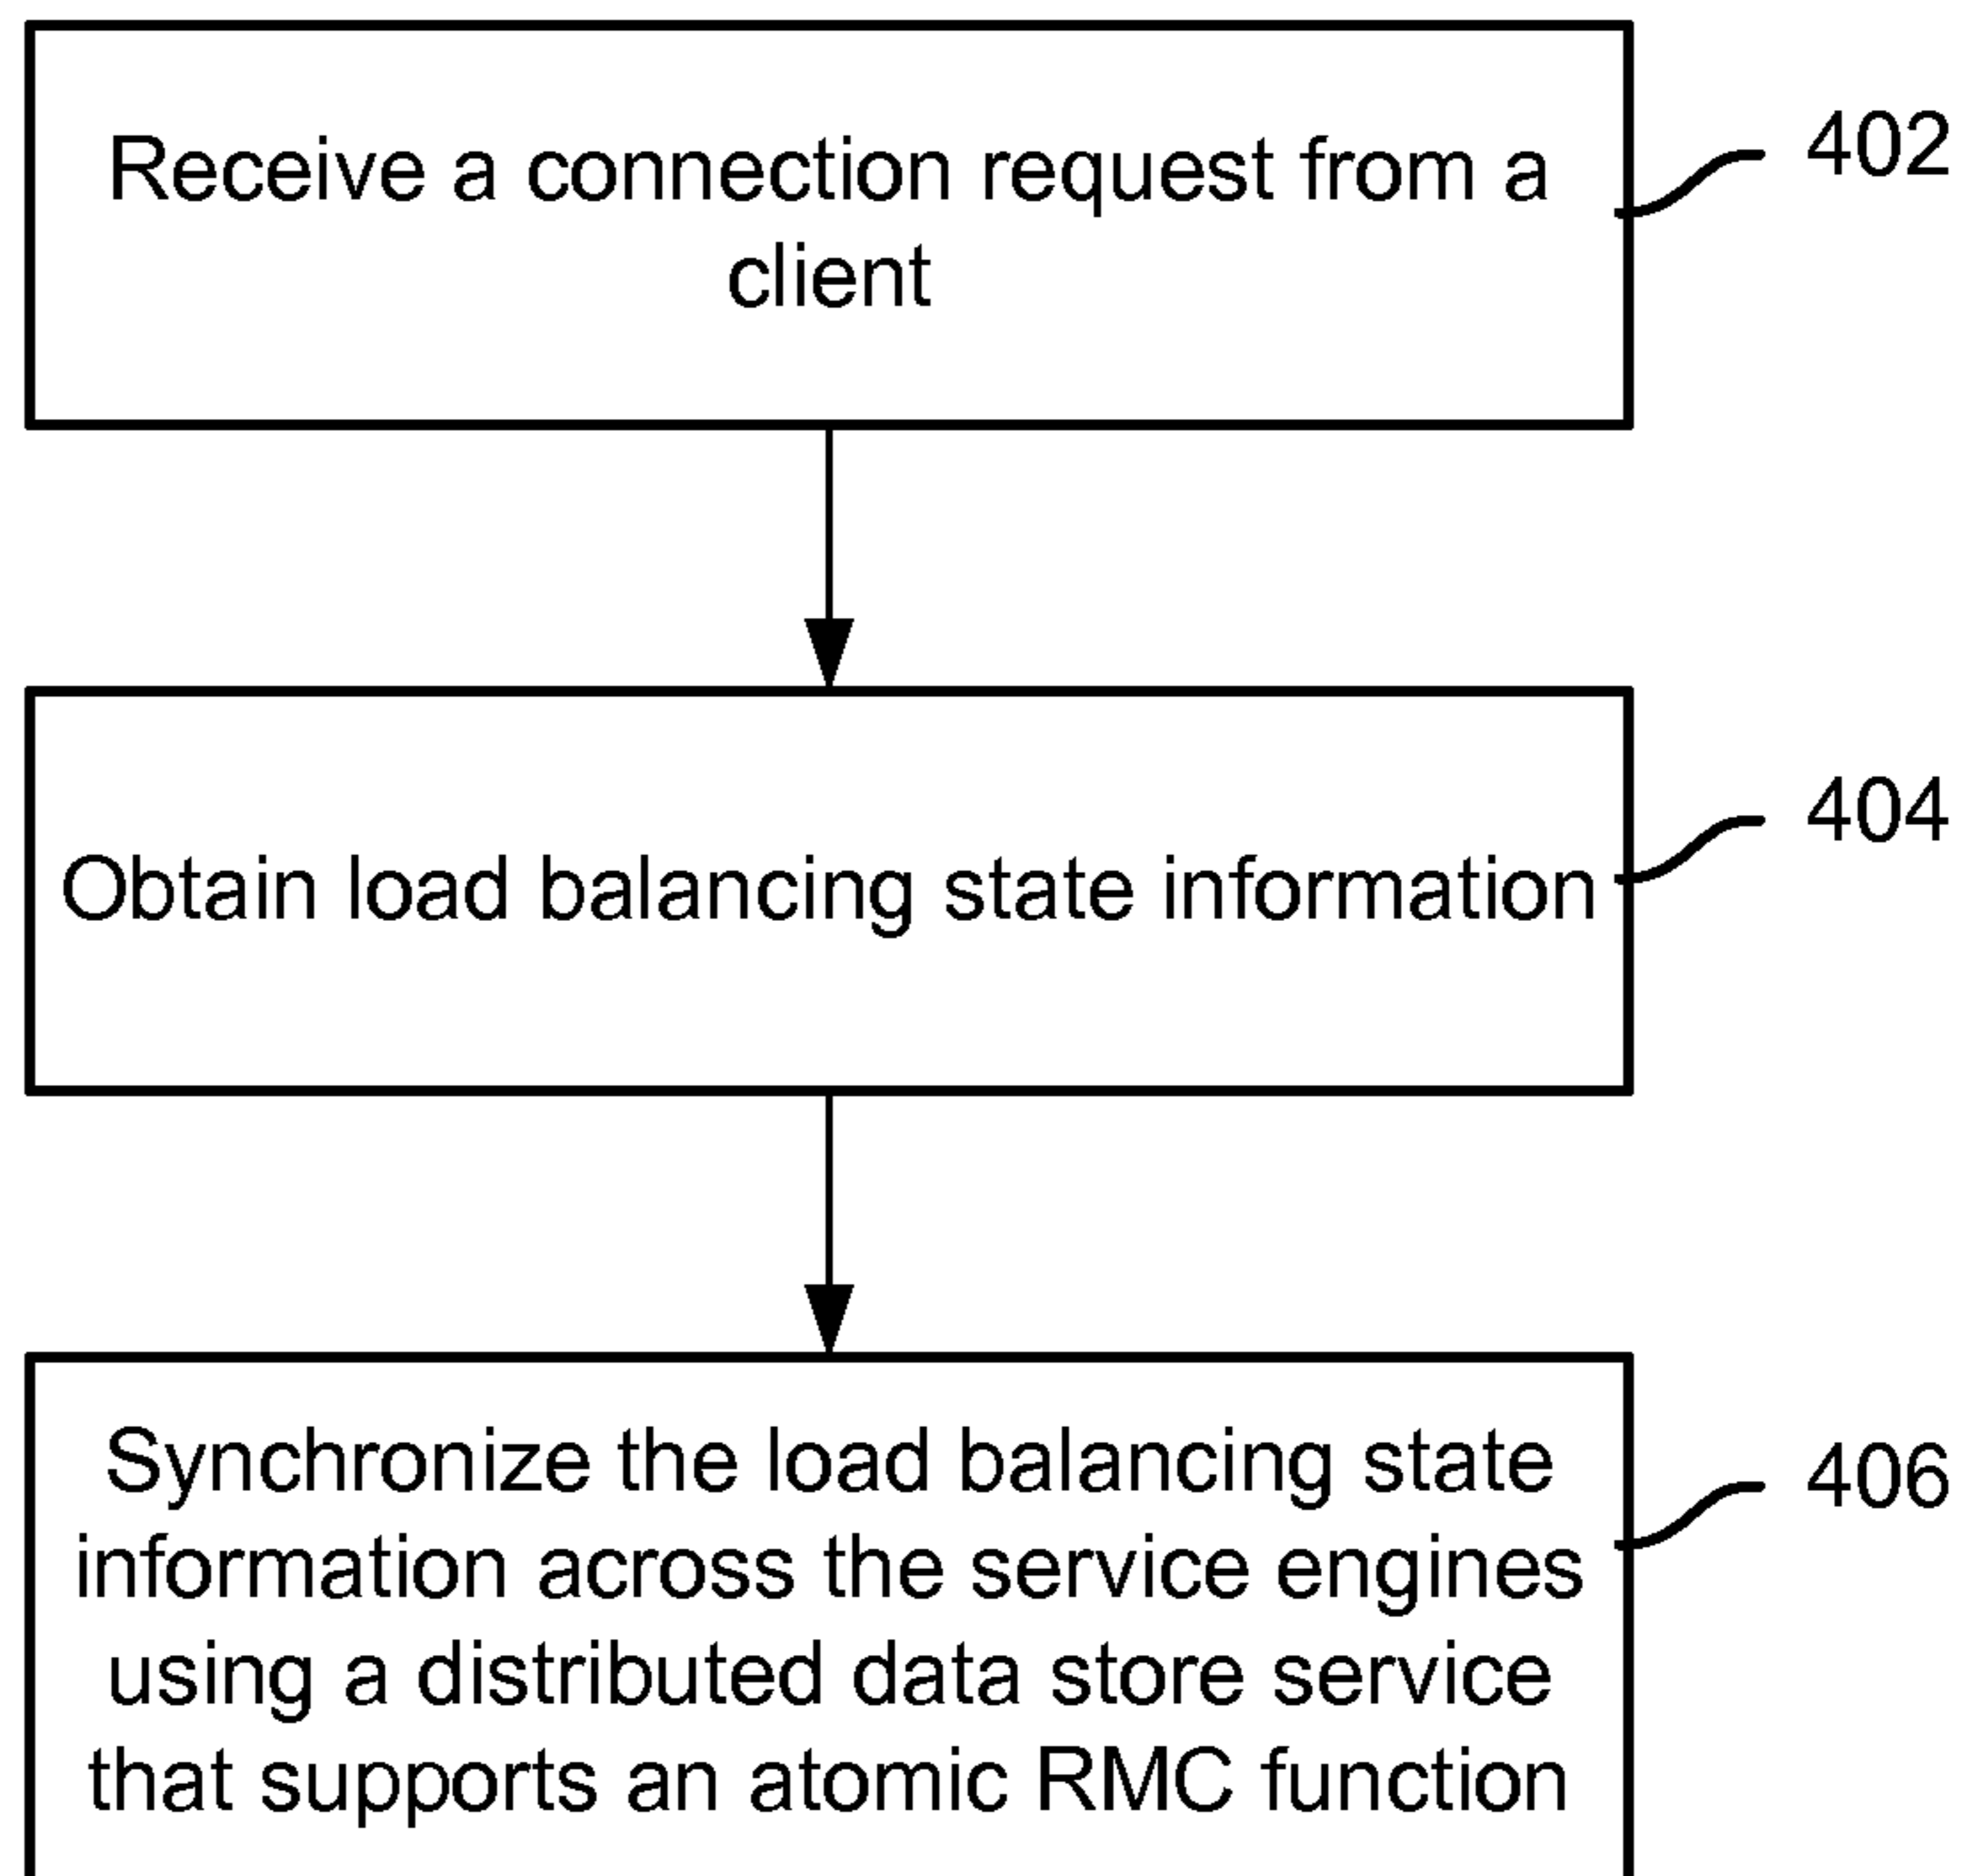 Receive a connection request from a
client
402
Obtain load balancing state information
404
Synchronize the load balancing state
information across the service engines
using a distributed data store service
that supports an atomic RMC function
406